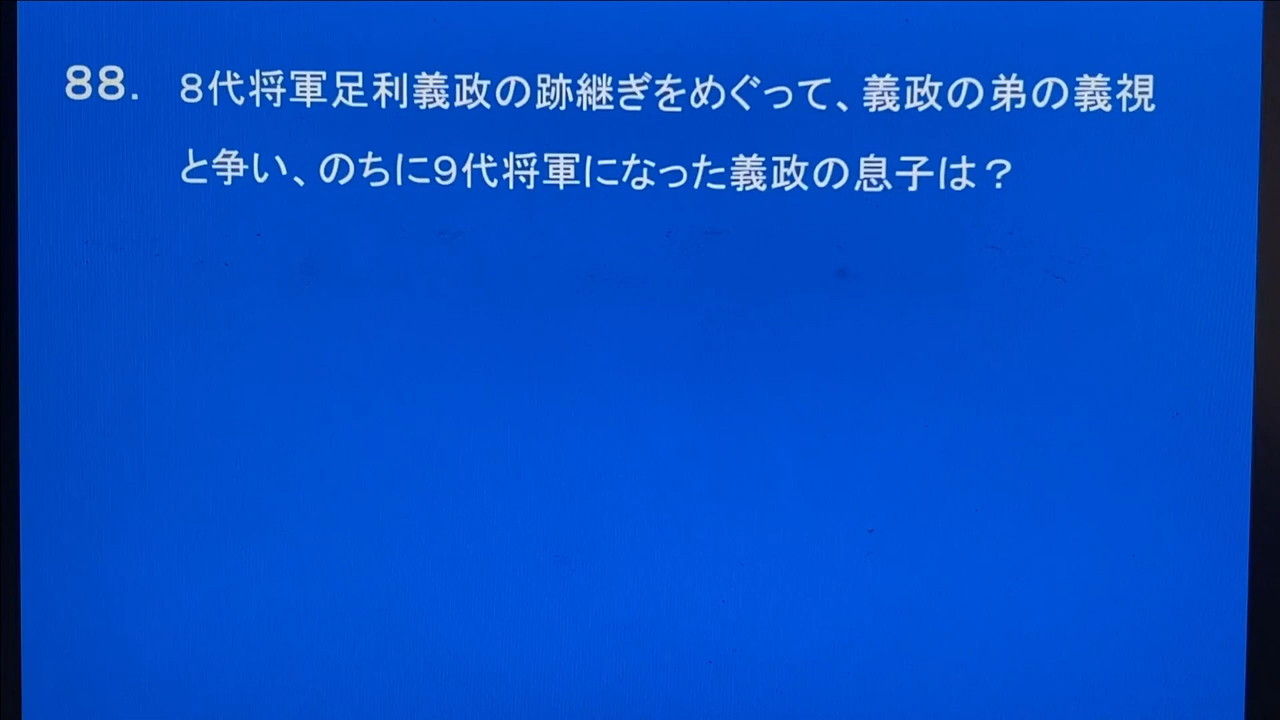 88. 8代将軍足利義政の跡継ぎをめぐって、義政の弟の義視
と争い、のちに9代将軍になった義政の息子は？